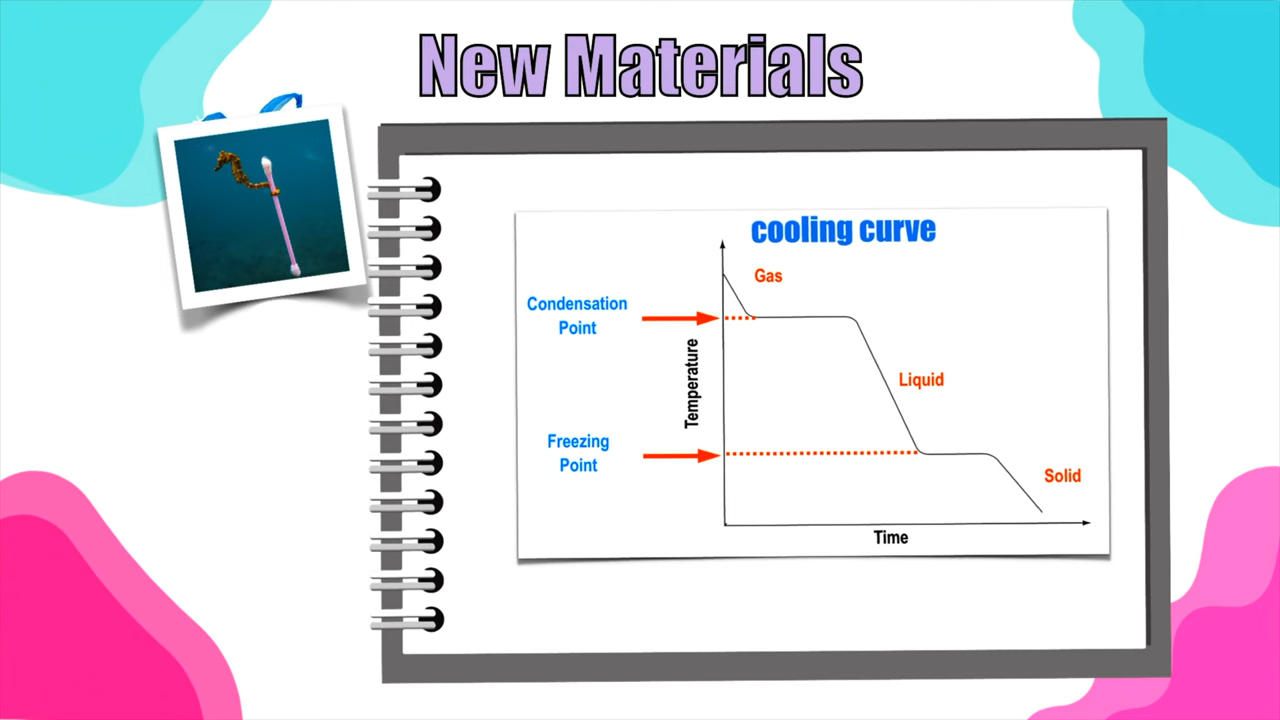 New Materials
cooling curve
Gas
Condensation
Point
Temperature
Liquid
Freezing
Point
Solid
Time